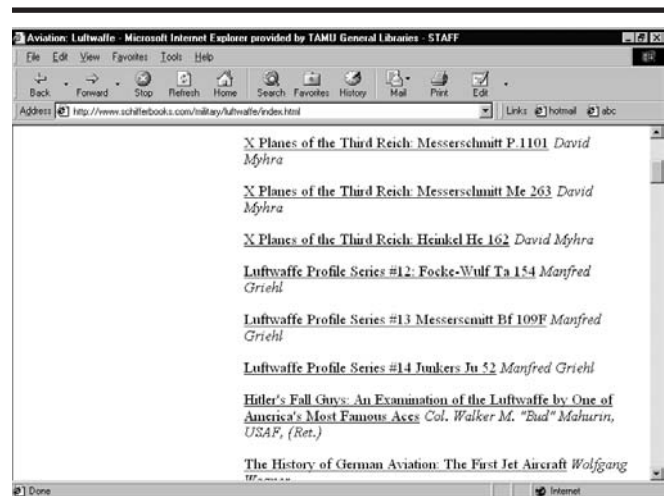 Aviation: Luftwaffe - Microsoft Internet Explorer provided by TAMU General Libraries - STAFF
File Edit View Favorites Tools Help
Back Forward Stop Refresh Home Search Favorites History Mail Print Edit
Address http://www.schifferbooks.com/military/luftwaffe/index.html Links hotmail abc
X Planes of the Third Reich: Messerschmitt P.1101 David
Myhra
X Planes of the Third Reich: Messerschmitt Me 263 David
Myhra
X Planes of the Third Reich: Heinkel He 162 David Myhra
Luftwaffe Profile Series #12: Focke-Wulf Ta 154 Manfred
Griehl
Luftwaffe Profile Series #13 Messerscmitt Bf 109F Manfred
Griehl
Luftwaffe Profile Series #14 Junkers Ju 52 Manfred Griehl
Hitler's Fall Guys: An Examination of the Luftwaffe by One of
America's Most Famous Aces Col. Walker M. "Bud" Mahurin,
USAF, (Ret.)
The History of German Aviation: The First Jet Aircraft Wolfgang
Done Internet